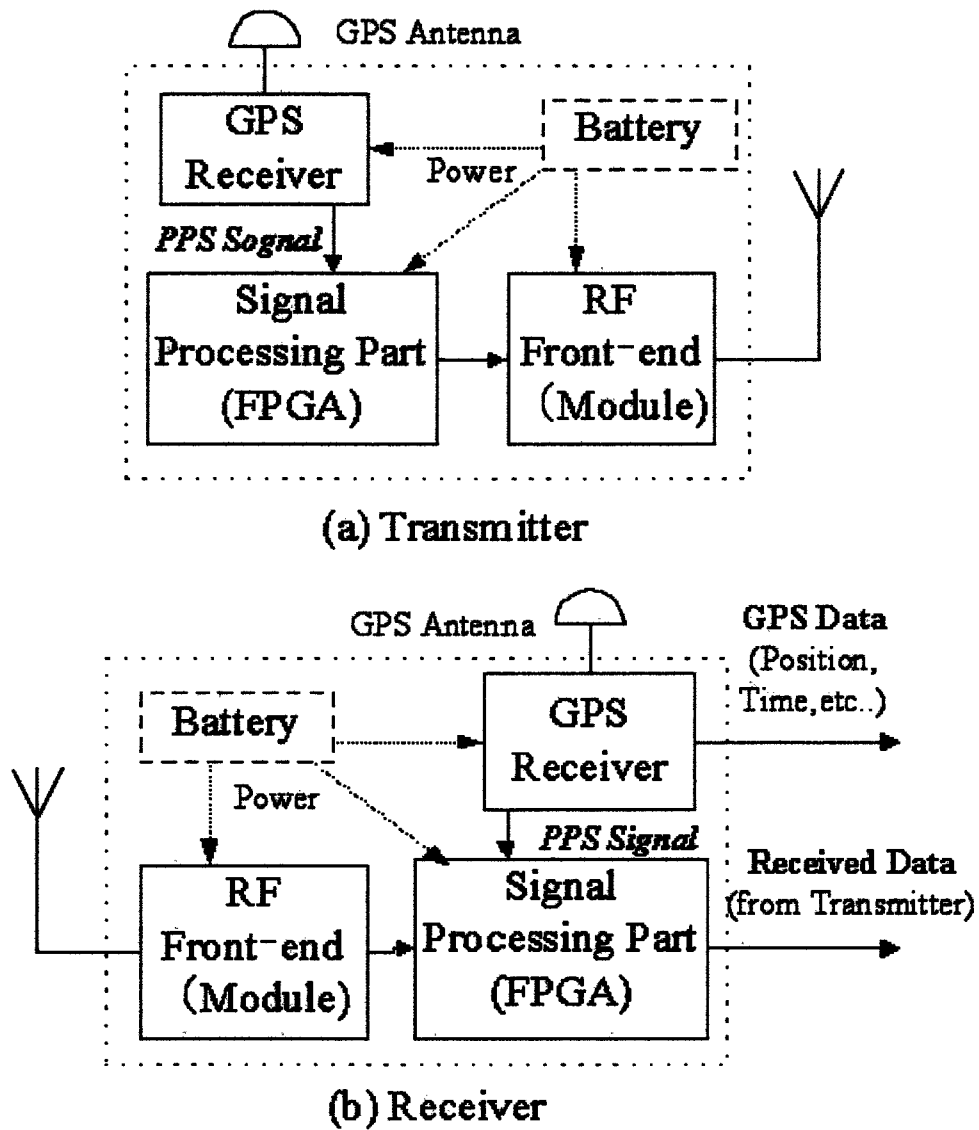 GPS Antenna
GPS
Receiver
Battery
Power
PPS Sognal
Signal
Processing Part
(FPGA)
RF
Front-end
(Module)
(a) Transmitter
GPS Antenna
GPS Data
(Position,
Time,etc..)
Battery
GPS
Receiver
Power
PPS Signal
RF
Front-end
(Module)
Signal
Processing Part
(FPGA)
Received Data
(from Transmitter)
(b) Receiver